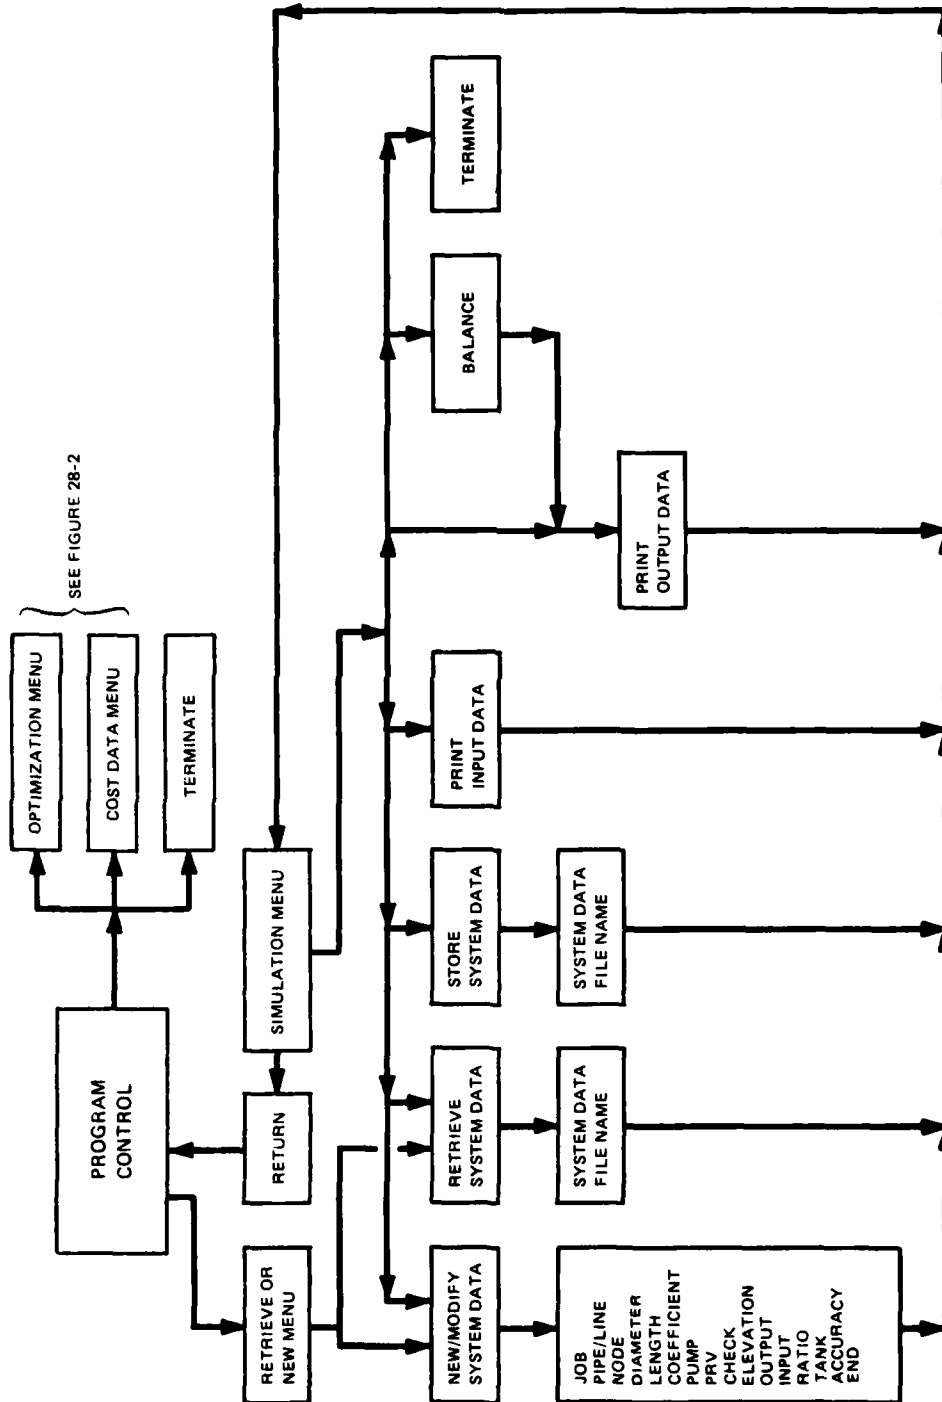 PROGRAM
CONTROL
OPTIMIZATION MENU
COST DATA MENU
TERMINATE
SEE FIGURE 28-2
RETRIEVE OR
NEW MENU
RETURN
SIMULATION MENU
NEW/MODIFY
SYSTEM DATA
RETRIEVE
SYSTEM DATA
STORE
SYSTEM DATA
PRINT
INPUT DATA
BALANCE
TERMINATE
JOB
PIPE/LINE
NODE
DIAMETER
LENGTH
COEFFICIENT
PUMP
PRV
CHECK
ELEVATION
OUTPUT
INPUT
RATIO
TANK
ACCURACY
END
SYSTEM DATA
FILE NAME
SYSTEM DATA
FILE NAME
PRINT
OUTPUT DATA